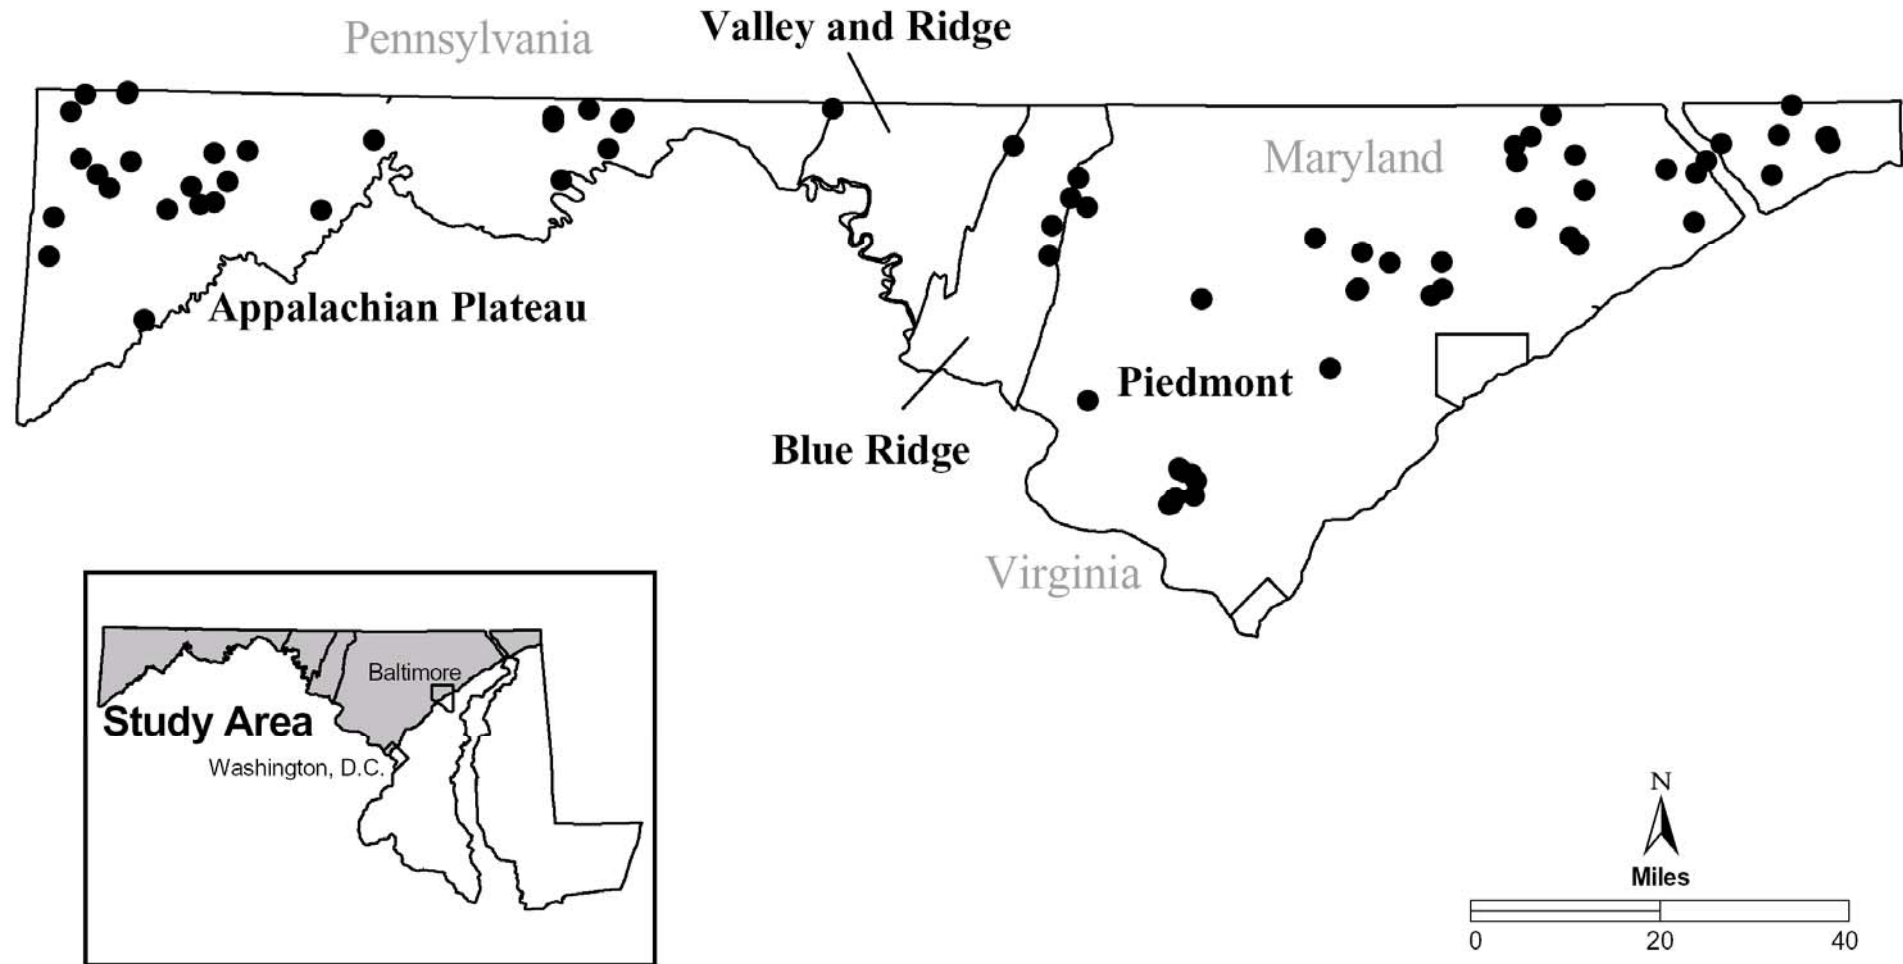 Pennsylvania
Valley and Ridge
Maryland
Appalachian Plateau
Piedmont
Blue Ridge
Virginia
Baltimore
Study Area
Washington, D.C.
N
Miles
0 20 40